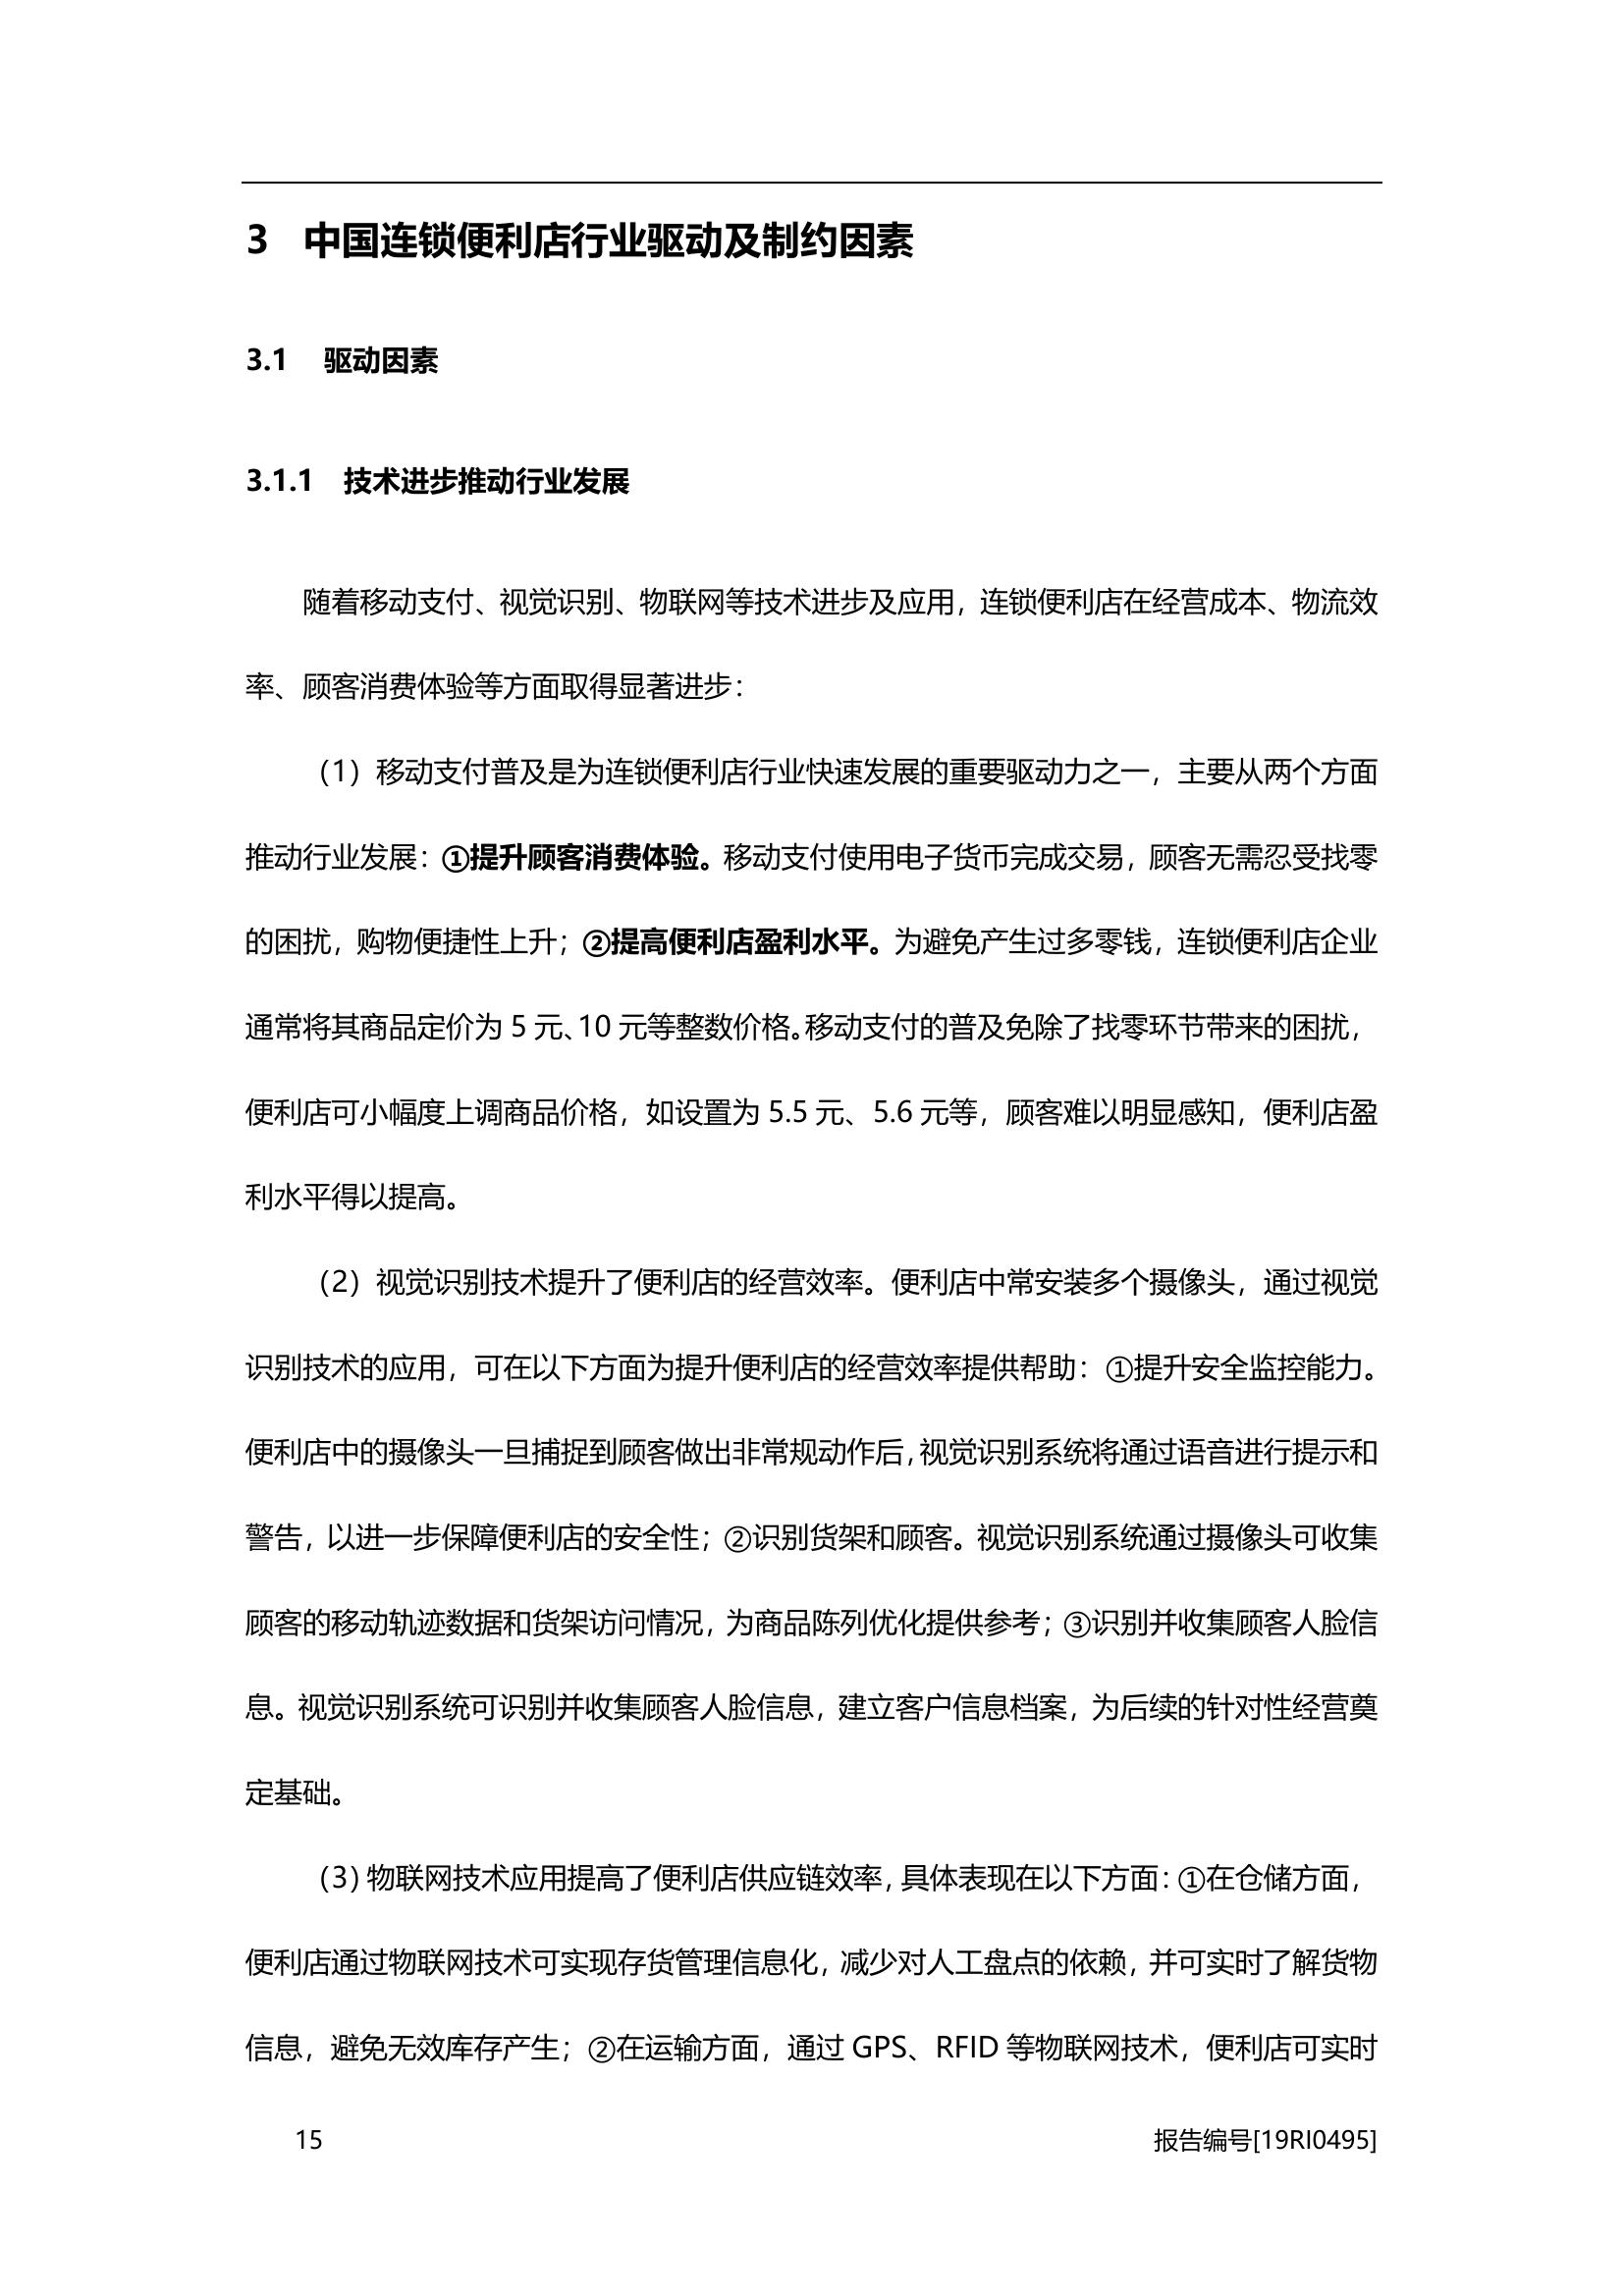 3 中国连锁便利店行业驱动及制约因素
3.1 驱动因素
3.1.1 技术进步推动行业发展
随着移动支付、视觉识别、物联网等技术进步及应用，连锁便利店在经营成本、物流效
率、顾客消费体验等方面取得显著进步：
（1）移动支付普及是为连锁便利店行业快速发展的重要驱动力之一，主要从两个方面
推动行业发展：①提升顾客消费体验。移动支付使用电子货币完成交易，顾客无需忍受找零
的困扰，购物便捷性上升；②提高便利店盈利水平。为避免产生过多零钱，连锁便利店企业
通常将其商品定价为 5 元、10 元等整数价格。移动支付的普及免除了找零环节带来的困扰，
便利店可小幅度上调商品价格，如设置为 5.5 元、5.6 元等，顾客难以明显感知，便利店盈
利水平得以提高。
（2）视觉识别技术提升了便利店的经营效率。便利店中常安装多个摄像头，通过视觉
识别技术的应用，可在以下方面为提升便利店的经营效率提供帮助：①提升安全监控能力。
便利店中的摄像头一旦捕捉到顾客做出非常规动作后，视觉识别系统将通过语音进行提示和
警告，以进一步保障便利店的安全性；②识别货架和顾客。视觉识别系统通过摄像头可收集
顾客的移动轨迹数据和货架访问情况，为商品陈列优化提供参考；③识别并收集顾客人脸信
息。视觉识别系统可识别并收集顾客人脸信息，建立客户信息档案，为后续的针对性经营奠
定基础。
（3）物联网技术应用提高了便利店供应链效率，具体表现在以下方面：①在仓储方面，
便利店通过物联网技术可实现存货管理信息化，减少对人工盘点的依赖，并可实时了解货物
信息，避免无效库存产生；②在运输方面，通过 GPS、RFID 等物联网技术，便利店可实时
15 报告编号[19RI0495]